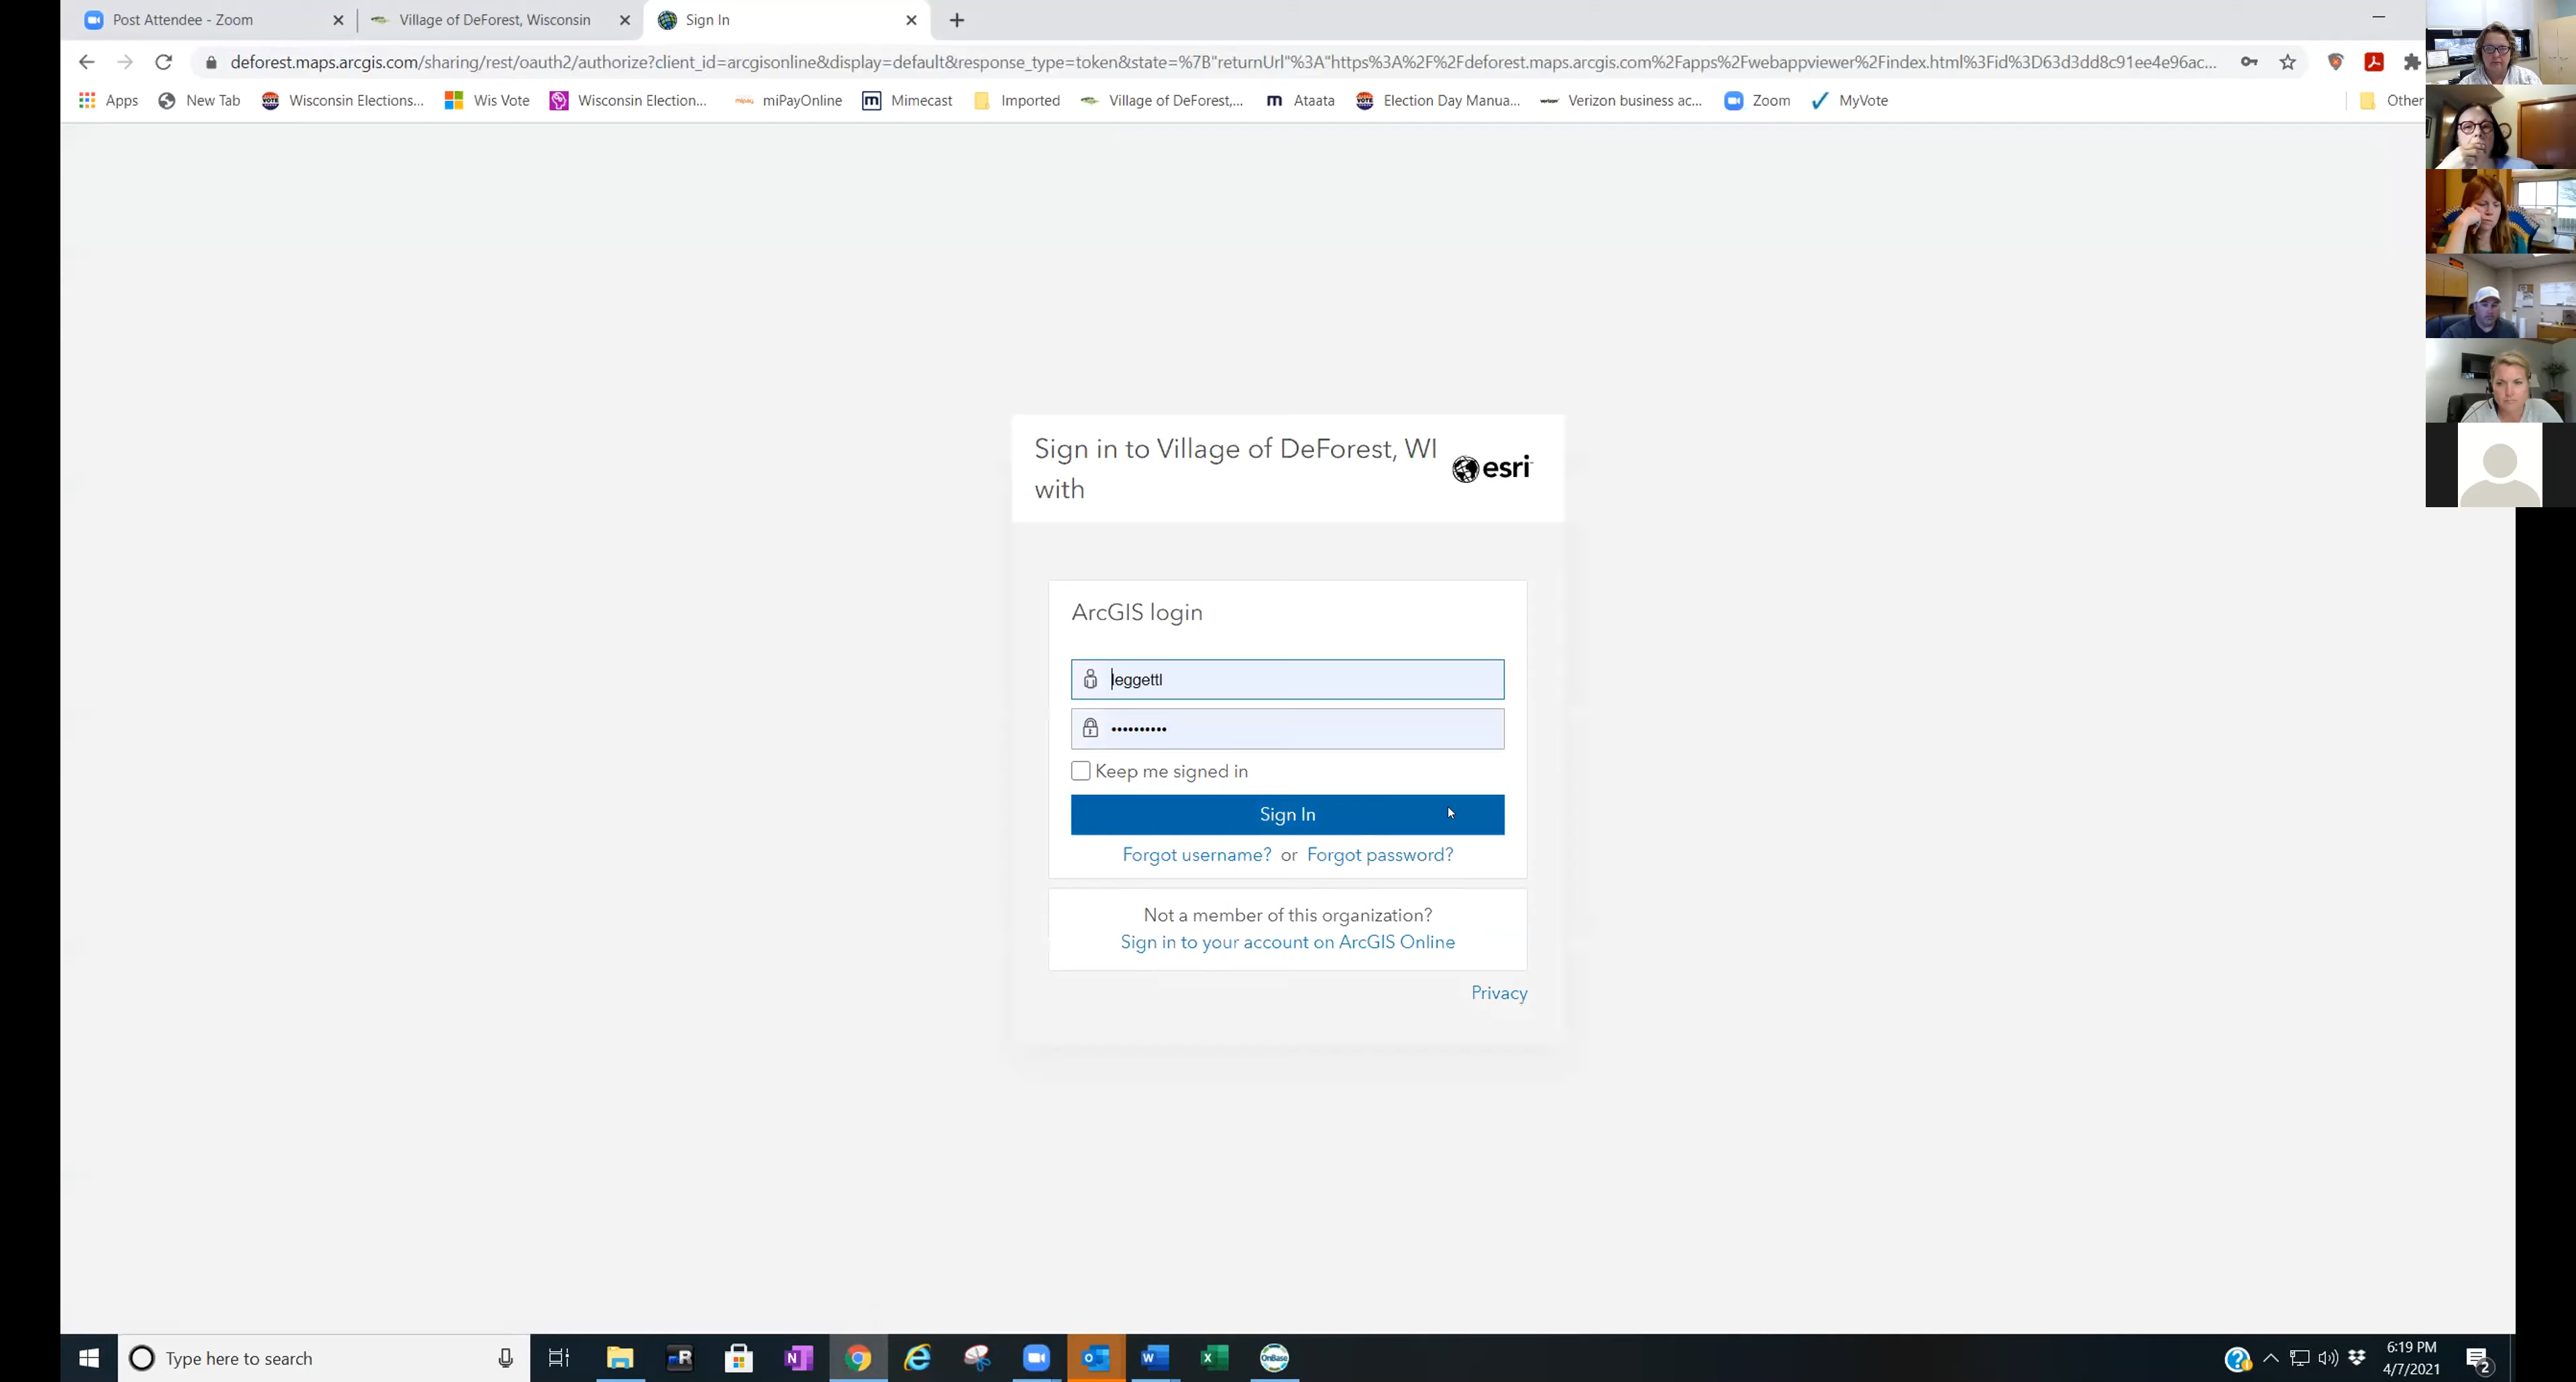 Post Attendee - Zoom
Village of DeForest, Wisconsin
Sign In
deforest.maps.arcgis.com/sharing/rest/oauth2/authorize?client_id=arcgisonline&display=default&response_type=token&state=%7B"returnUrl"%3A"https%3A%2F%2Fdeforest.maps.arcgis.com%2Fapps%2Fwebappviewer%2Findex.html%3Fid%3D63d3dd8c91ee4e96ac...
Apps
New Tab
Wisconsin Elections...
Wis Vote
Wisconsin Election...
miPayOnline
Mimecast
Imported
Village of DeForest,...
Ataata
Election Day Manua...
Verizon business ac...
Zoom
MyVote
Other
Sign in to Village of DeForest, WI
with
esri
ArcGIS login
leggettl
••••••••••
Keep me signed in
Sign In
Forgot username? or Forgot password?
Not a member of this organization?
Sign in to your account on ArcGIS Online
Privacy
Type here to search
OnBase
6:19 PM
4/7/2021
2